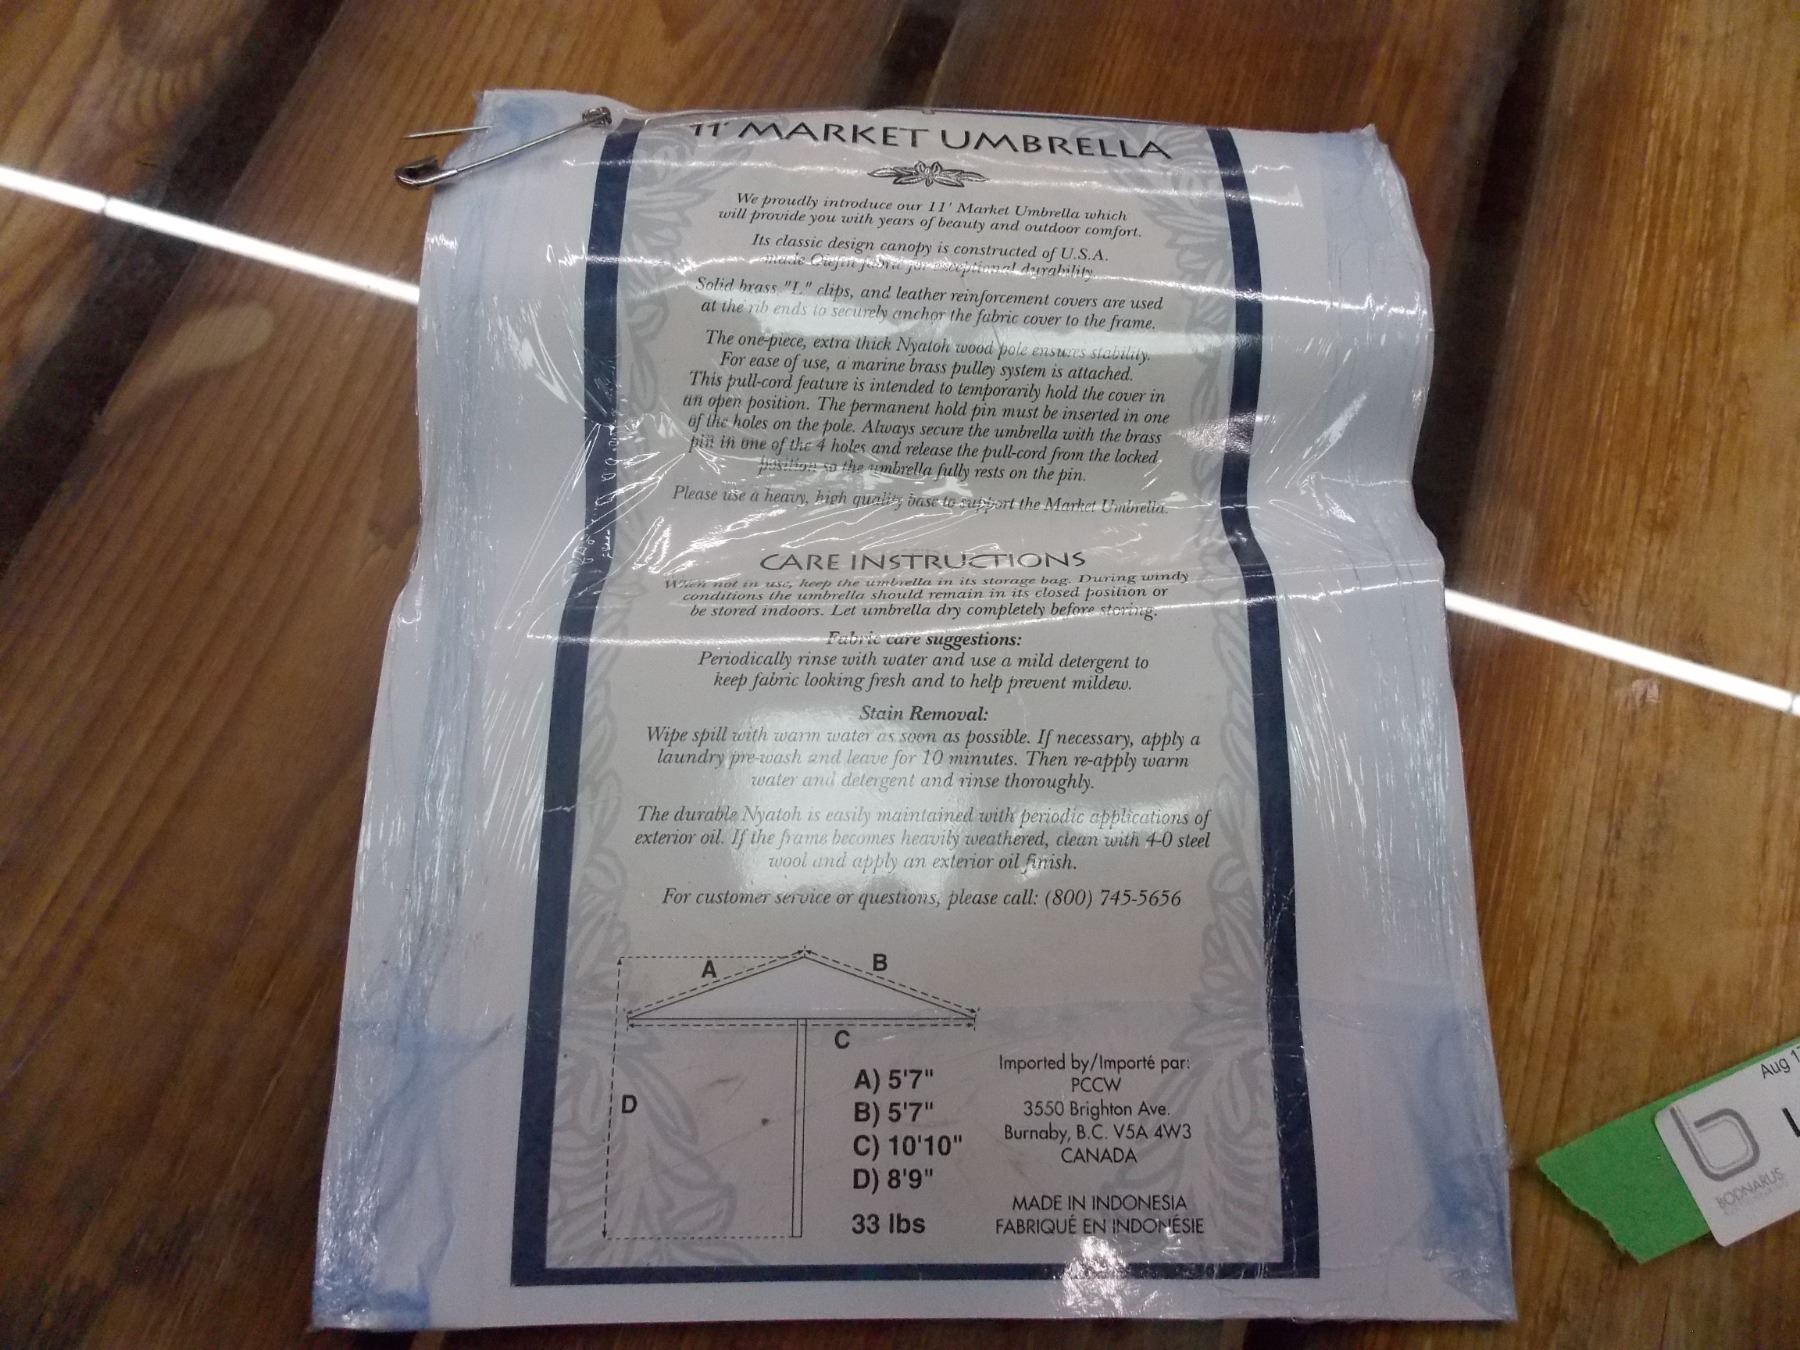 11' MARKET UMBRELLA
We proudly introduce our 11' Market Umbrella which
will provide you with years of beauty and outdoor comfort.
Its classic design canopy is constructed of U.S.A.
made Olefin fabric for exceptional durability.
Solid brass "L" clips, and leather reinforcement covers are used
at the rib ends to securely anchor the fabric cover to the frame.
The one-piece, extra thick Nyatoh wood pole ensures stability.
For ease of use, a marine brass pulley system is attached.
This pull-cord feature is intended to temporarily hold the cover in
an open position. The permanent hold pin must be inserted in one
of the holes on the pole. Always secure the umbrella with the brass
pin in one of the 4 holes and release the pull-cord from the locked
position so the umbrella fully rests on the pin.
Please use a heavy, high quality base to support the Market Umbrella.
CARE INSTRUCTIONS
When not in use, keep the umbrella in its storage bag. During windy
conditions the umbrella should remain in its closed position or
be stored indoors. Let umbrella dry completely before storing.
Fabric care suggestions:
Periodically rinse with water and use a mild detergent to
keep fabric looking fresh and to help prevent mildew.
Stain Removal:
Wipe spill with warm water as soon as possible. If necessary, apply a
laundry pre-wash and leave for 10 minutes. Then re-apply warm
water and detergent and rinse thoroughly.
The durable Nyatoh is easily maintained with periodic applications of
exterior oil. If the frame becomes heavily weathered, clean with 4-0 steel
wool and apply an exterior oil finish.
For customer service or questions, please call: (800) 745-5656
A
B
C
D
A) 5'7"
B) 5'7"
C) 10'10"
D) 8'9"
33 lbs
Imported by/Importé par:
PCCW
3550 Brighton Ave.
Burnaby, B.C. V5A 4W3
CANADA
MADE IN INDONESIA
FABRIQUÉ EN INDONÉSIE
Aug
BODNARUS